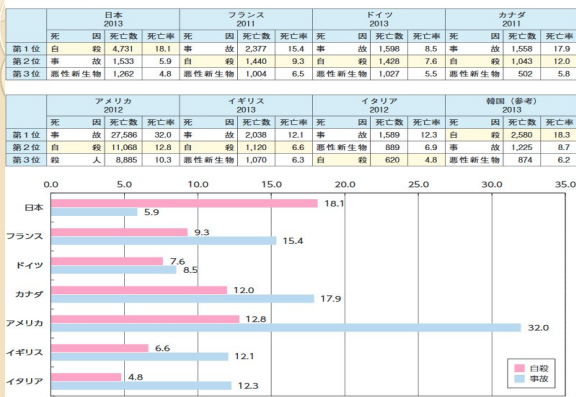 日本 フランス ドイツ カナダ
2013 2011 2013 2011
死因 死亡数 死亡率 死因 死亡数 死亡率 死因 死亡数 死亡率 死因 死亡数 死亡率
第1位 自殺 4,731 18.1 事故 2,377 15.4 事故 1,598 8.5 事故 1,558 17.9
第2位 事故 1,533 5.9 自殺 1,440 9.3 自殺 1,428 7.6 自殺 1,043 12.0
第3位 悪性新生物 1,262 4.8 悪性新生物 1,004 6.5 悪性新生物 1,027 5.5 悪性新生物 502 5.8
アメリカ イギリス イタリア 韓国（参考）
2012 2013 2012 2013
死因 死亡数 死亡率 死因 死亡数 死亡率 死因 死亡数 死亡率 死因 死亡数 死亡率
第1位 事故 27,586 32.0 事故 2,038 12.1 事故 1,589 12.3 自殺 2,580 18.3
第2位 自殺 11,068 12.8 自殺 1,120 6.6 悪性新生物 889 6.9 事故 1,225 8.7
第3位 殺人 8,885 10.3 悪性新生物 1,070 6.3 自殺 620 4.8 悪性新生物 874 6.2
0.0 5.0 10.0 15.0 20.0 25.0 30.0 35.0
日本 18.1
5.9
フランス 9.3
15.4
ドイツ 7.6
8.5
カナダ 12.0
17.9
アメリカ 12.8
32.0
イギリス 6.6
12.1
イタリア 4.8
12.3
自殺
事故